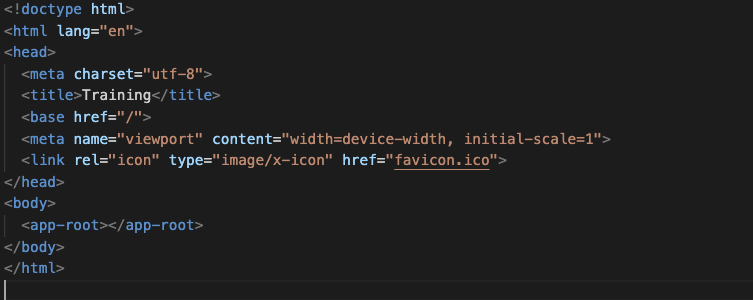 <!doctype html>
<html lang="en">
<head>
  <meta charset="utf-8">
  <title>Training</title>
  <base href="/">
  <meta name="viewport" content="width=device-width, initial-scale=1">
  <link rel="icon" type="image/x-icon" href="favicon.ico">
</head>
<body>
  <app-root></app-root>
</body>
</html>